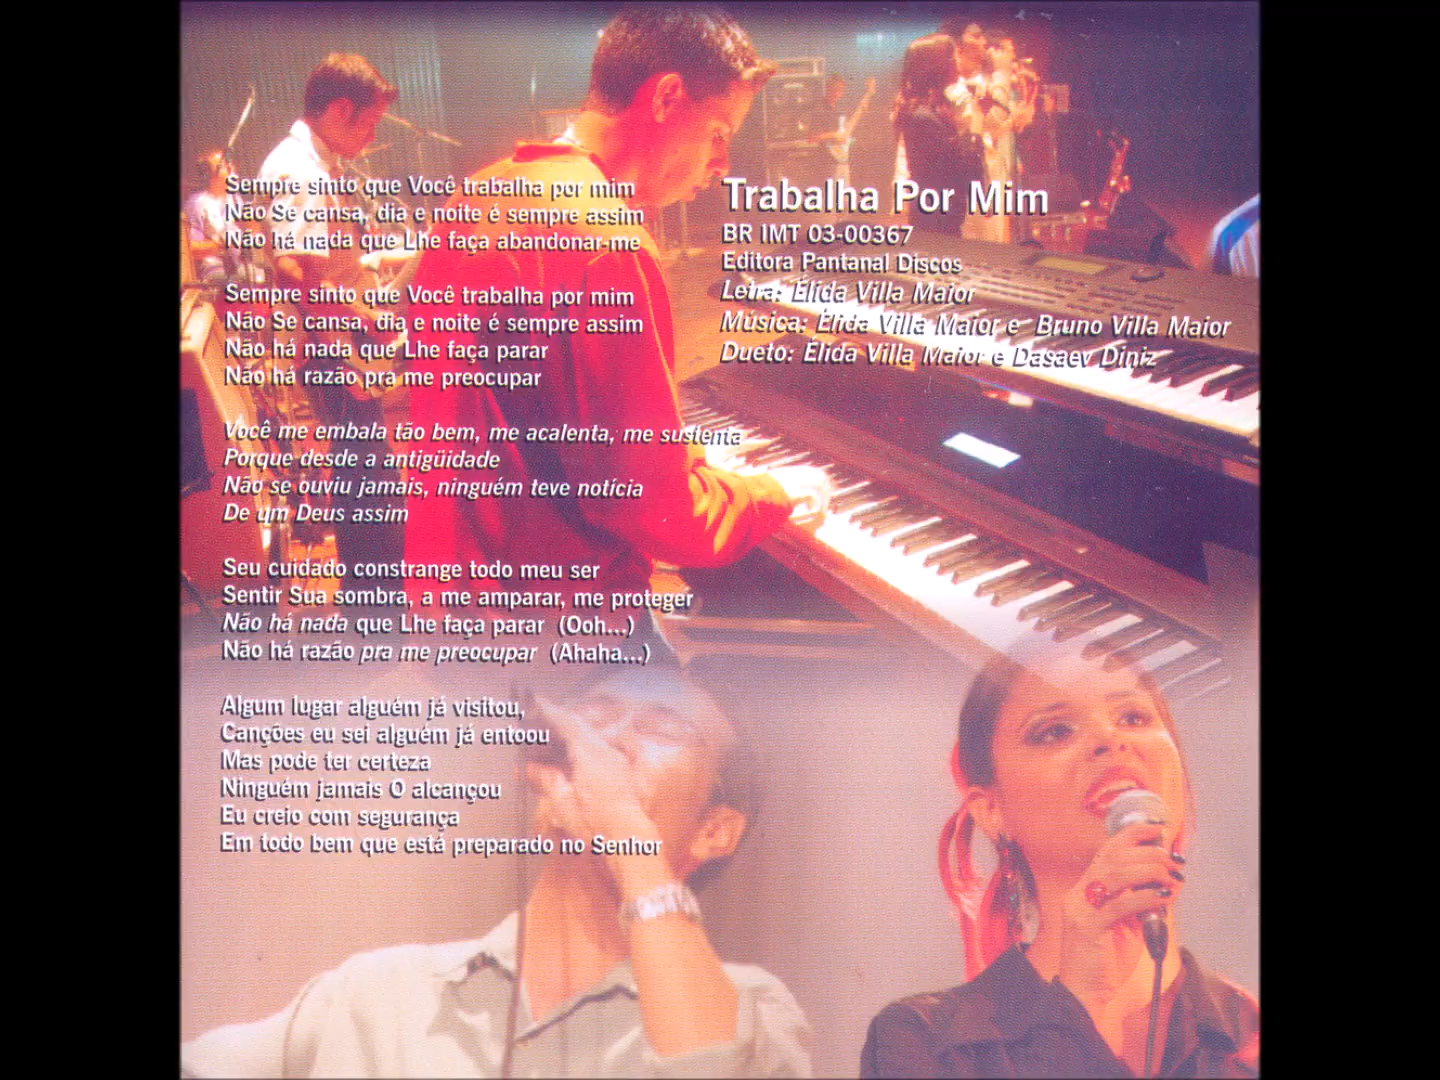 Sempre sinto que Você trabalha por mim
Não Se cansa, dia e noite é sempre assim
Não há nada que Lhe faça abandonar-me
Sempre sinto que Você trabalha por mim
Não Se cansa, dia e noite é sempre assim
Não há nada que Lhe faça parar
Não há razão pra me preocupar
Você me embala tão bem, me acalenta, me sustenta
Porque desde a antigüidade
Não se ouviu jamais, ninguém teve notícia
De um Deus assim
Seu cuidado constrange todo meu ser
Sentir Sua sombra, a me amparar, me proteger
Não há nada que Lhe faça parar (Ooh...)
Não há razão pra me preocupar (Ahaha...)
Algum lugar alguém já visitou,
Canções eu sei alguém já entoou
Mas pode ter certeza
Ninguém jamais O alcançou
Eu creio com segurança
Em todo bem que está preparado no Senhor
Trabalha Por Mim
BR IMT 03-00367
Editora Pantanal Discos
Letra: Élida Villa Maior
Música: Élida Villa Maior e Bruno Villa Maior
Dueto: Élida Villa Maior e Dasaev Diniz